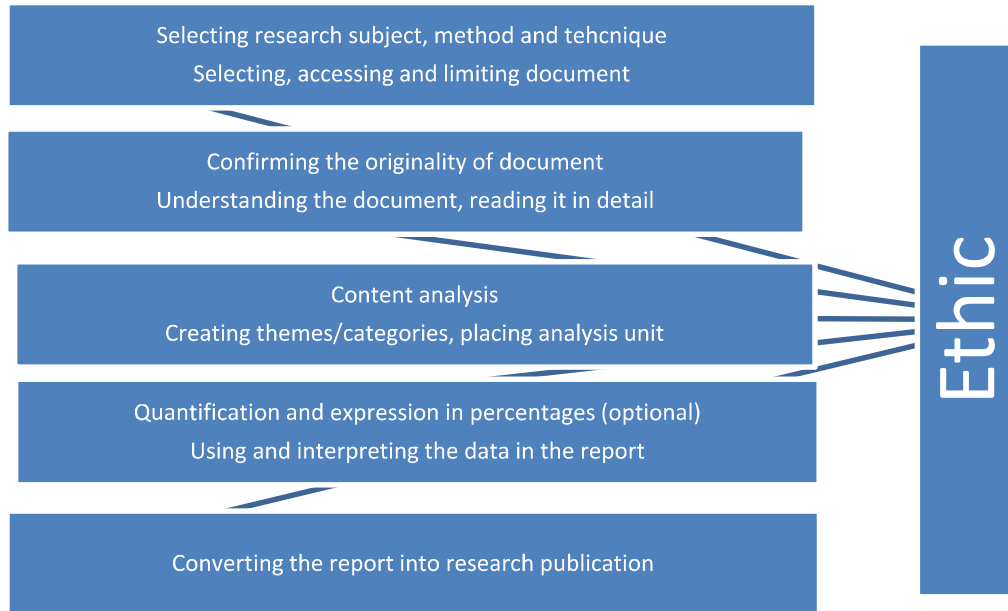 Selecting research subject, method and tehcnique
Selecting, accessing and limiting document
Confirming the originality of document
Understanding the document, reading it in detail
Content analysis
Creating themes/categories, placing analysis unit
Quantification and expression in percentages (optional)
Using and interpreting the data in the report
Converting the report into research publication
Ethic